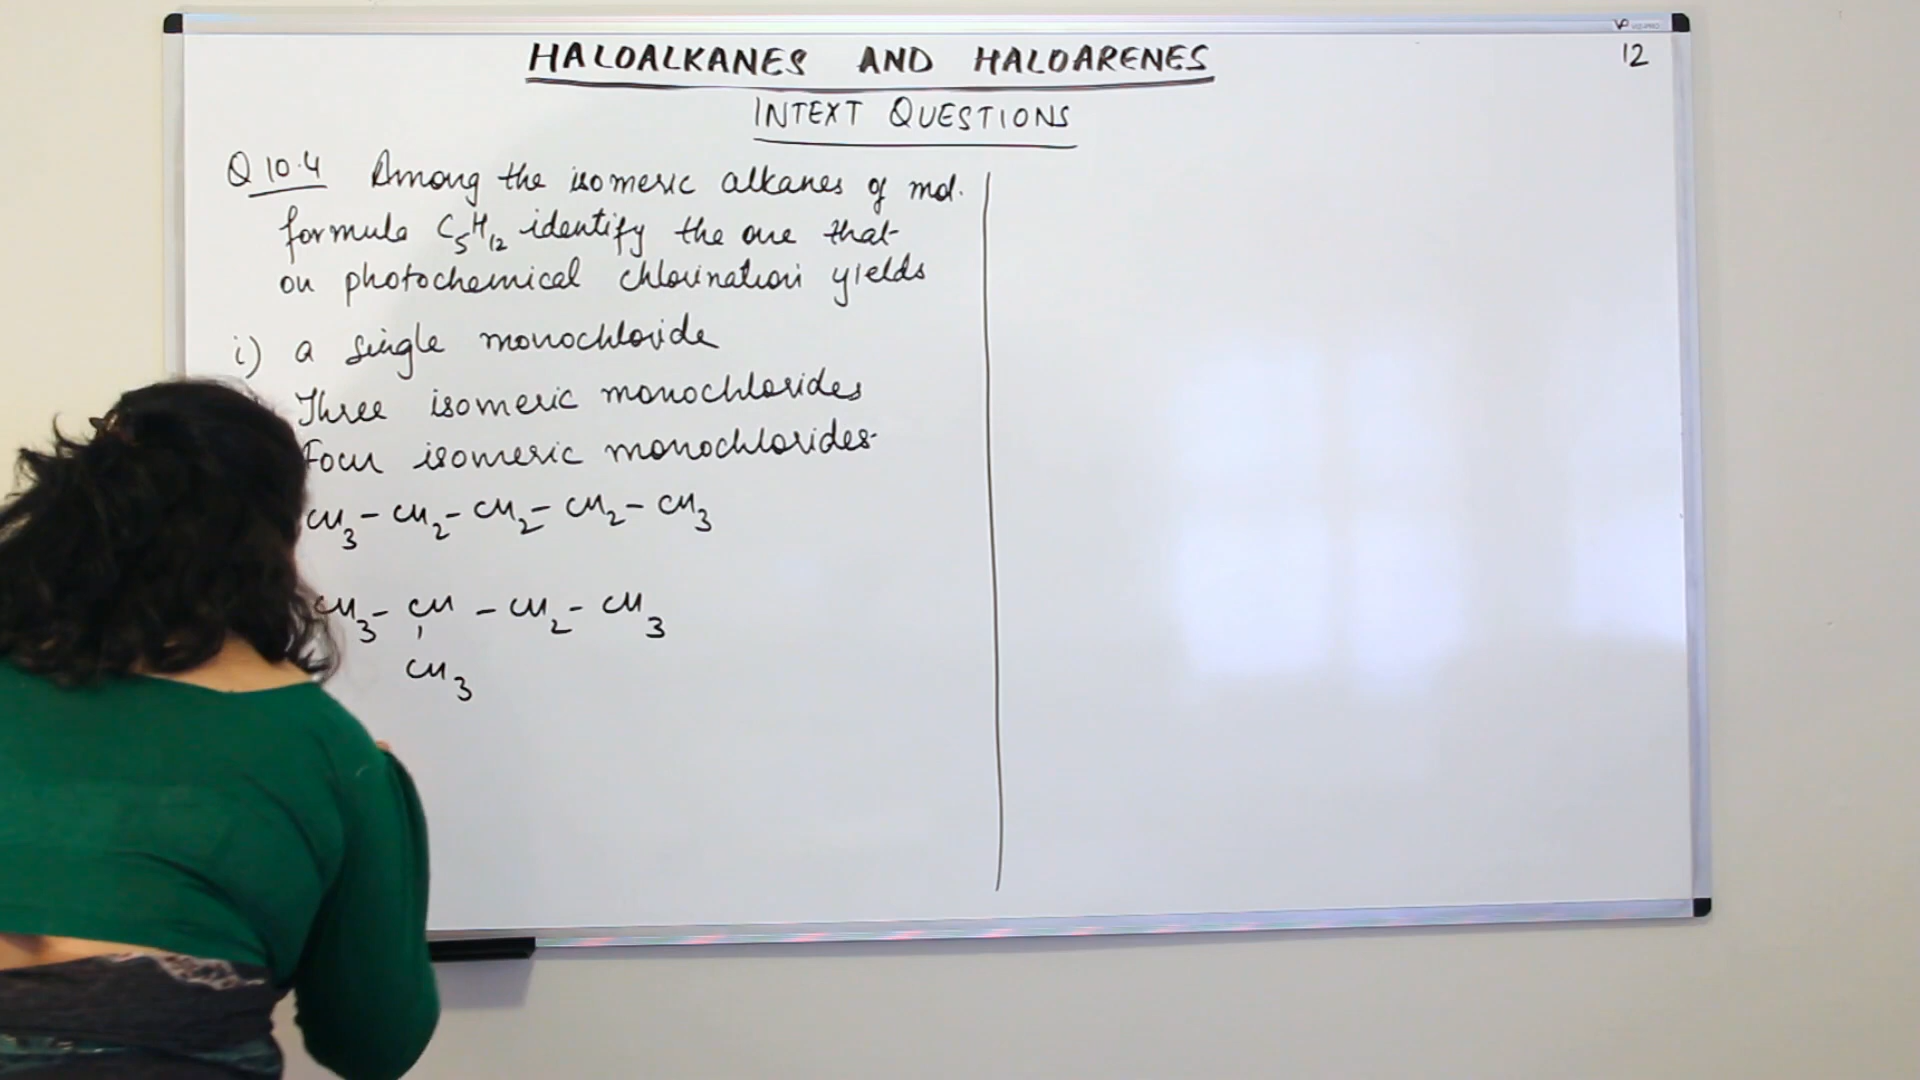 HALOALKANES AND HALOARENES
12
INTEXT QUESTIONS
Q 10.4 Among the isomeric alkanes of mol.
formula C₅H₁₂ identify the one that
on photochemical chlorination yields
i) a single monochloride
Three isomeric monochlorides
Four isomeric monochlorides.
CH₃ - CH₂ - CH₂ - CH₂ - CH₃
CH₃ - CH - CH₂ - CH₃
CH₃